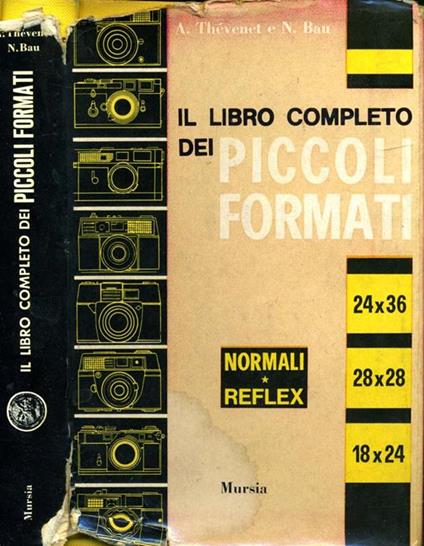 A. Thévenet e
N. Bau
IL LIBRO COMPLETO DEI PICCOLI FORMATI
Mursia
A. Thévenet e N. Bau
IL LIBRO COMPLETO
DEI PICCOLI
FORMATI
24x36
NORMALI
★
REFLEX
28x28
18x24
Mursia